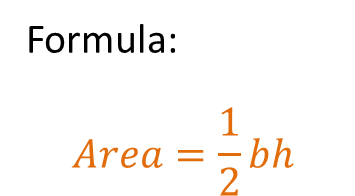 Formula:
Area = 1/2 bh